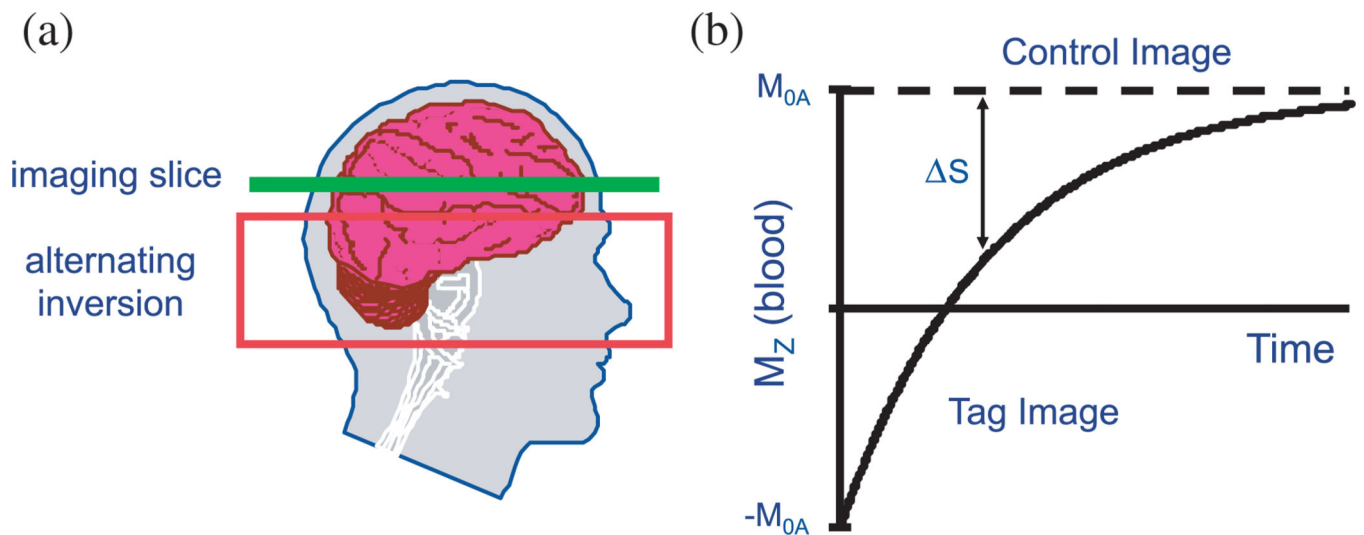 (a)
imaging slice
alternating
inversion
(b)
Control Image
M0A
ΔS
MZ (blood)
Time
Tag Image
-M0A